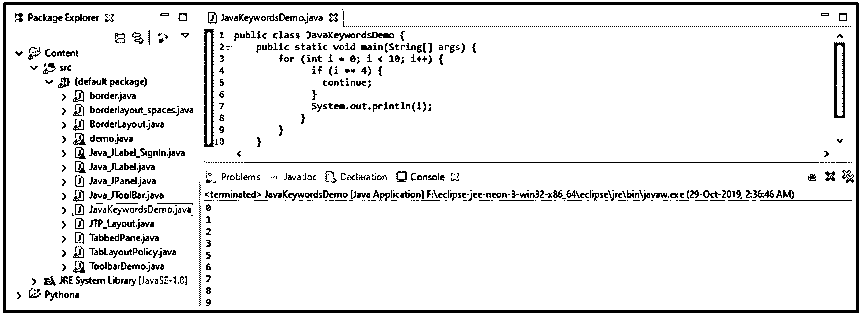 Package Explorer
Content
src
(default package)
border.java
borderlayout_spaces.java
BorderLayout.java
demo.java
Java_JLabel_SignIn.java
Java_JLabel.java
Java_JPanel.java
Java_JToolBar.java
JavaKeywordsDemo.java
JTP_Layout.java
TabbedPane.java
TabLayoutPolicy.java
ToolbarDemo.java
JRE System Library [JavaSE-1.8]
Pythona
JavaKeywordsDemo.java
1 public class JavaKeywordsDemo {
2 public static void main(String[] args) {
3 for (int i = 0; i < 10; i++) {
4 if (i == 4) {
5 continue;
6 }
7 System.out.println(i);
8 }
9 }
10 }
Problems Javadoc Declaration Console
<terminated> JavaKeywordsDemo [Java Application] F:\eclipse-jee-neon-3-win32-x86_64\eclipse\jre\bin\javaw.exe (29-Oct-2019, 2:36:46 AM)
0
1
2
3
5
6
7
8
9